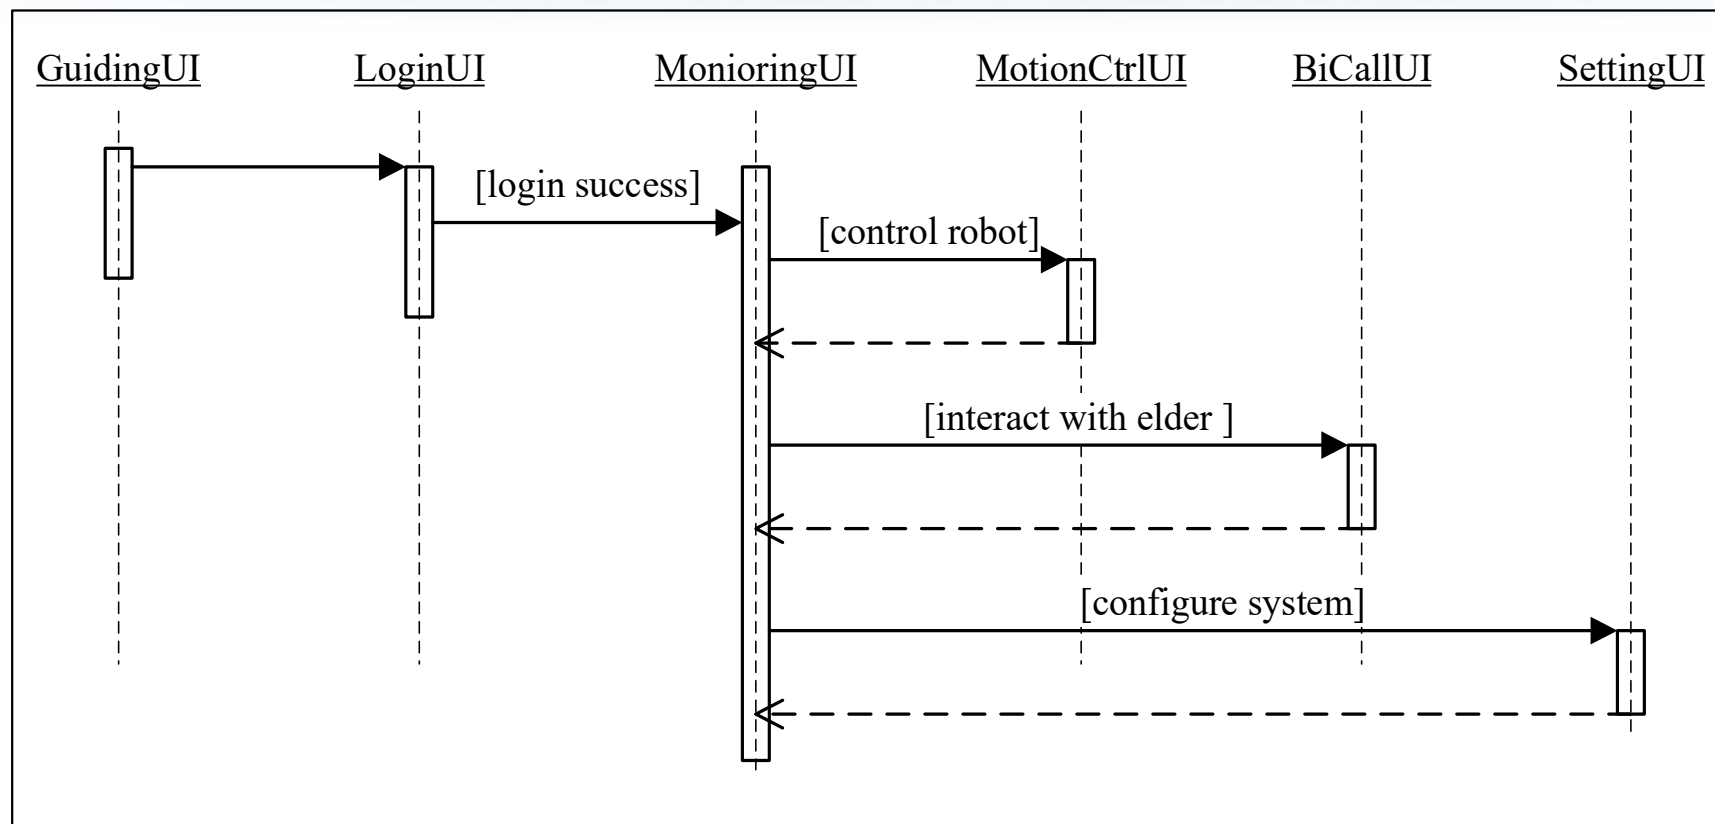 GuidingUI LoginUI MonioringUI MotionCtrlUI BiCallUI SettingUI
[login success]
[control robot]
[interact with elder ]
[configure system]